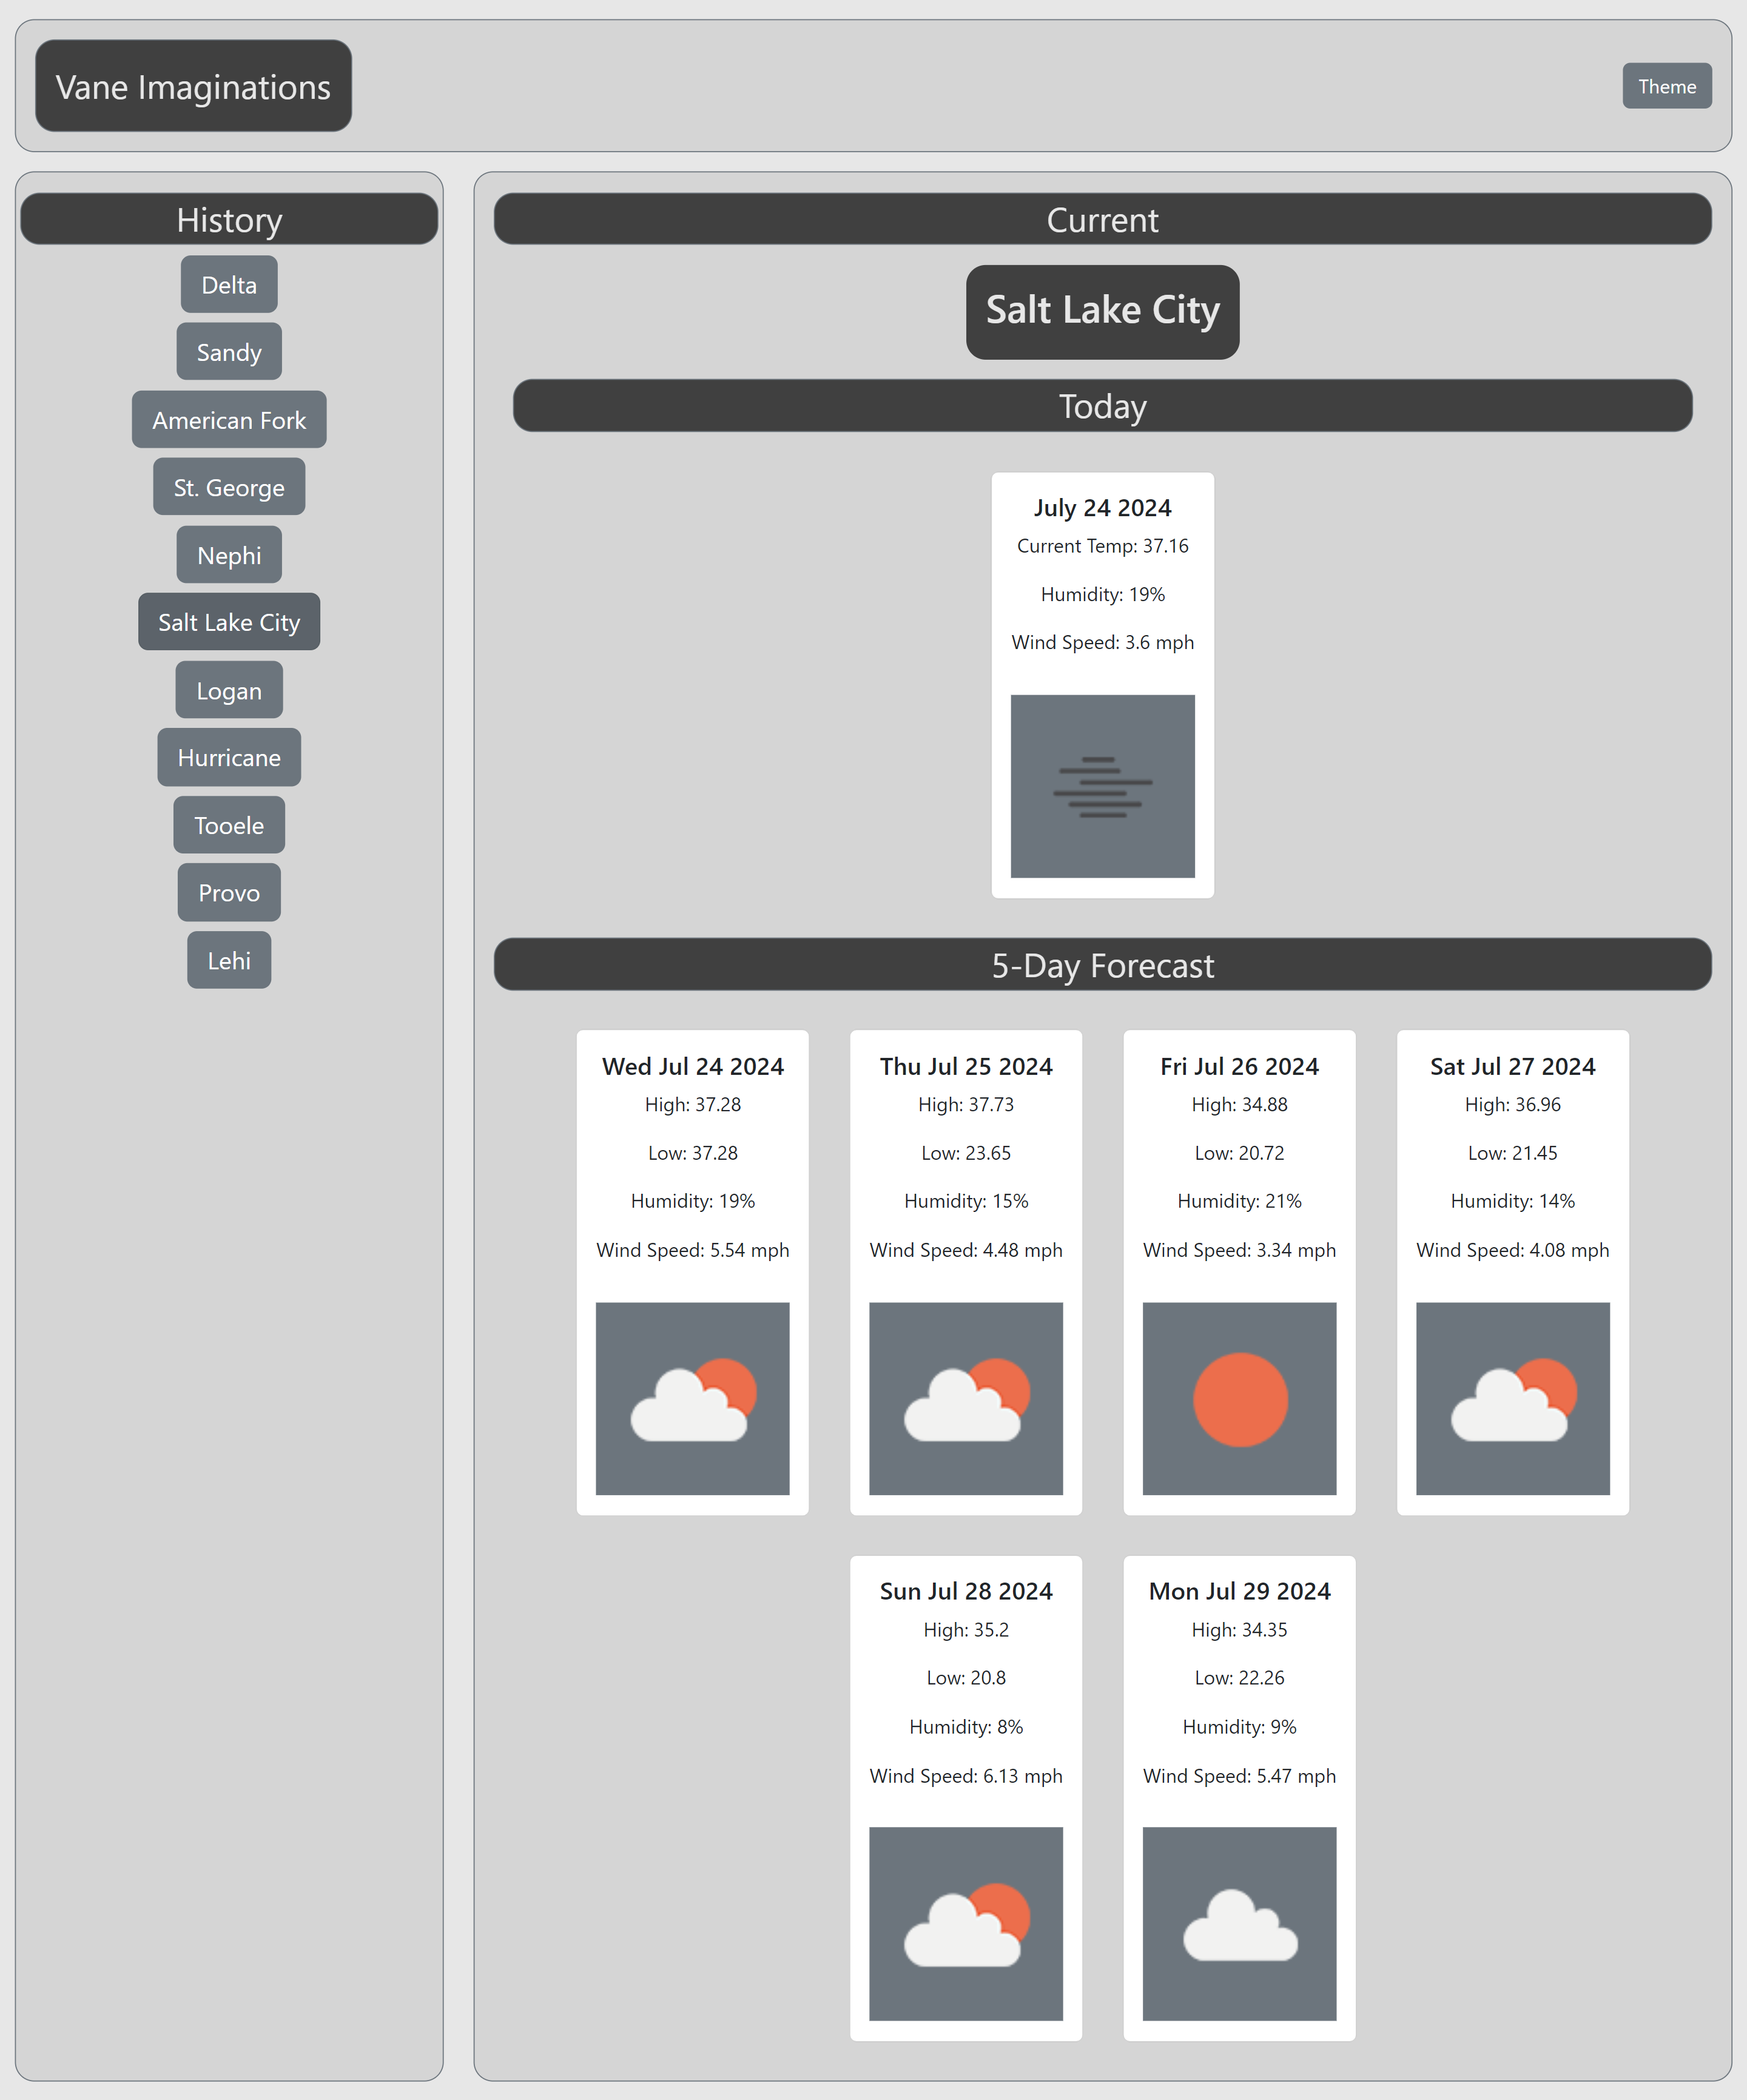 Vane Imaginations
Theme
History
Delta
Sandy
American Fork
St. George
Nephi
Salt Lake City
Logan
Hurricane
Tooele
Provo
Lehi
Current
Salt Lake City
Today
July 24 2024
Current Temp: 37.16
Humidity: 19%
Wind Speed: 3.6 mph
5-Day Forecast
Wed Jul 24 2024
High: 37.28
Low: 37.28
Humidity: 19%
Wind Speed: 5.54 mph
Thu Jul 25 2024
High: 37.73
Low: 23.65
Humidity: 15%
Wind Speed: 4.48 mph
Fri Jul 26 2024
High: 34.88
Low: 20.72
Humidity: 21%
Wind Speed: 3.34 mph
Sat Jul 27 2024
High: 36.96
Low: 21.45
Humidity: 14%
Wind Speed: 4.08 mph
Sun Jul 28 2024
High: 35.2
Low: 20.8
Humidity: 8%
Wind Speed: 6.13 mph
Mon Jul 29 2024
High: 34.35
Low: 22.26
Humidity: 9%
Wind Speed: 5.47 mph